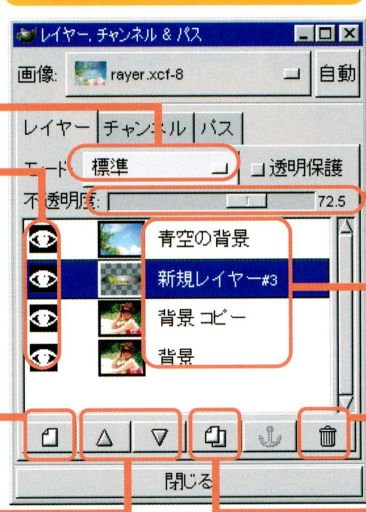 レイヤー, チャンネル & パス
画像: rayer.xcf-8 自動
レイヤー チャンネル パス
モード 標準 透明保護
不透明度: 72.5
青空の背景
新規レイヤー#3
背景 コピー
背景
閉じる